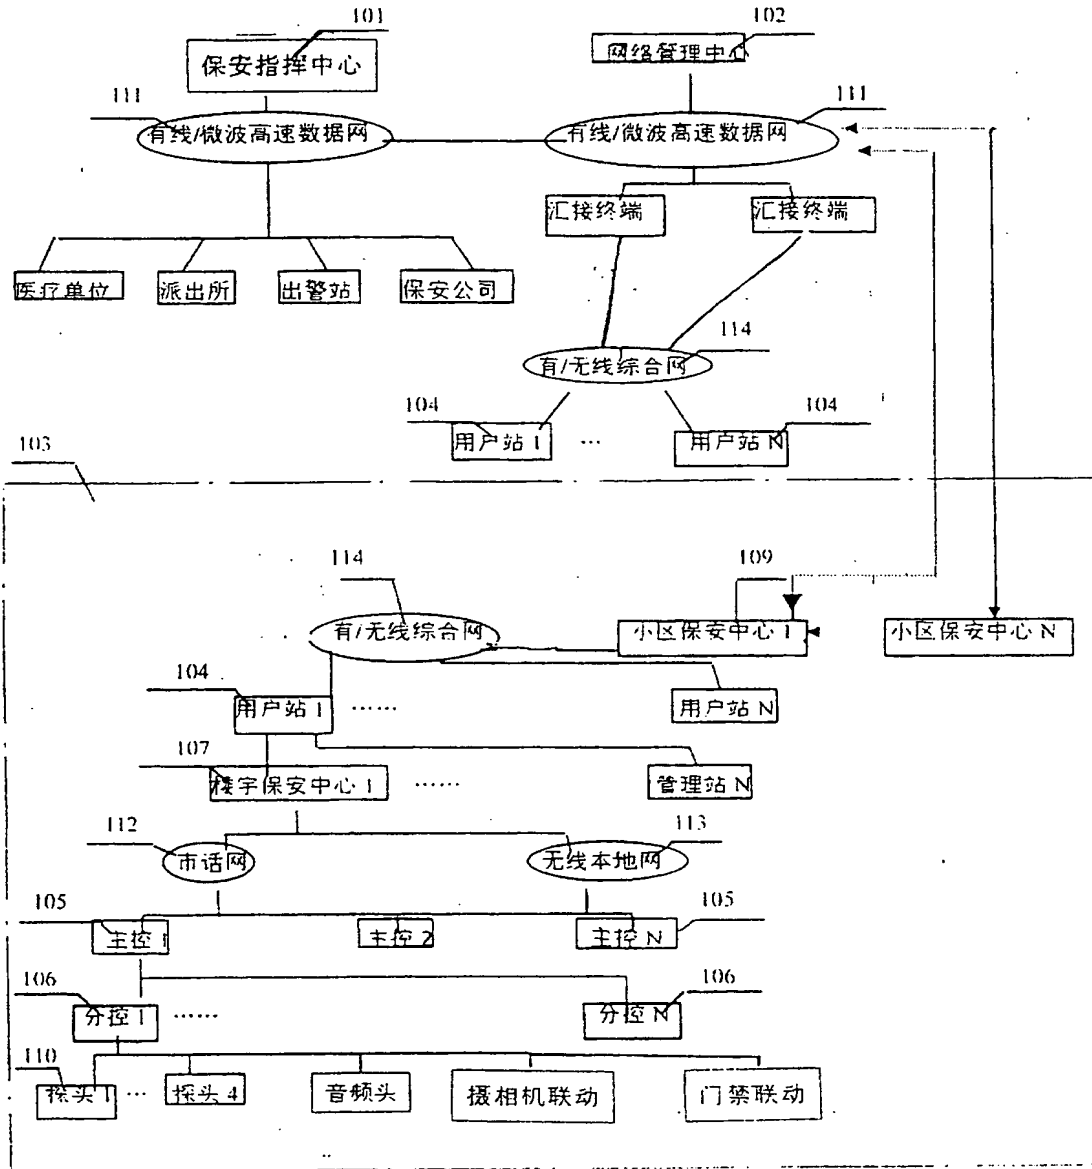 101
102
保安指挥中心
网络管理中心
111
111
有线/微波高速数据网
有线/微波高速数据网
汇接终端
汇接终端
医疗单位
派出所
出警站
保安公司
114
有/无线综合网
104
104
用户站 1
…
用户站 N
103
114
109
有/无线综合网
小区保安中心 1
小区保安中心 N
104
用户站 1
……
用户站 N
107
楼宇保安中心 1
……
管理站 N
112
113
市话网
无线本地网
105
105
主控 1
主控 2
主控 N
106
106
分控 1
……
分控 N
110
探头 1
…
探头 4
音频头
摄相机联动
门禁联动